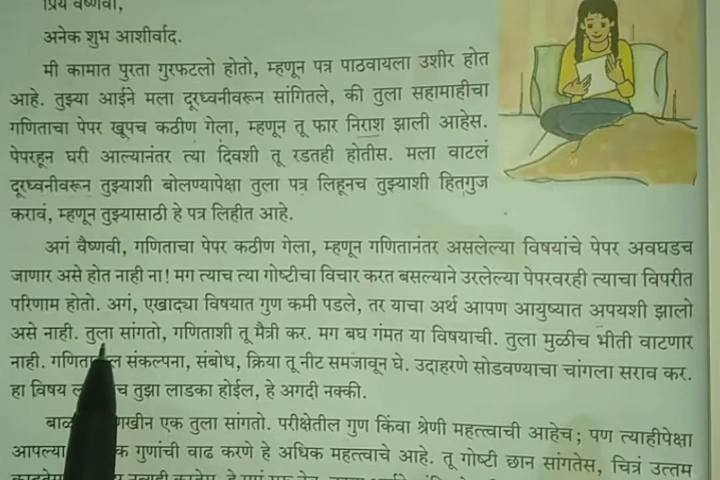 प्रिय वैष्णवी,
अनेक शुभ आशीर्वाद.
मी कामात पुरता गुरफटलो होतो, म्हणून पत्र पाठवायला उशीर होत
आहे. तुझ्या आईने मला दूरध्वनीवरून सांगितले, की तुला सहामाहीचा
गणिताचा पेपर खूपच कठीण गेला, म्हणून तू फार निराश झाली आहेस.
पेपरहून घरी आल्यानंतर त्या दिवशी तू रडतही होतीस. मला वाटलं
दूरध्वनीवरून तुझ्याशी बोलण्यापेक्षा तुला पत्र लिहूनच तुझ्याशी हितगुज
करावं, म्हणून तुझ्यासाठी हे पत्र लिहीत आहे.
अगं वैष्णवी, गणिताचा पेपर कठीण गेला, म्हणून गणितानंतर असलेल्या विषयांचे पेपर अवघडच
जाणार असे होत नाही ना! मग त्याच त्या गोष्टीचा विचार करत बसल्याने उरलेल्या पेपरवरही त्याचा विपरीत
परिणाम होतो. अगं, एखाद्या विषयात गुण कमी पडले, तर याचा अर्थ आपण आयुष्यात अपयशी झालो
असे नाही. तुला सांगतो, गणिताशी तू मैत्री कर. मग बघ गंमत या विषयाची. तुला मुळीच भीती वाटणार
नाही. संकल्पना, संबोध, क्रिया तू नीट समजावून घे. उदाहरणे सोडवण्याचा चांगला सराव कर.
हा विषय तुझा लाडका होईल, हे अगदी नक्की.
एक तुला सांगतो. परीक्षेतील गुण किंवा श्रेणी महत्त्वाची आहेच; पण त्याहीपेक्षा
आपल्या गुणांची वाढ करणे हे अधिक महत्त्वाचे आहे. तू गोष्टी छान सांगतेस, चित्रं उत्तम